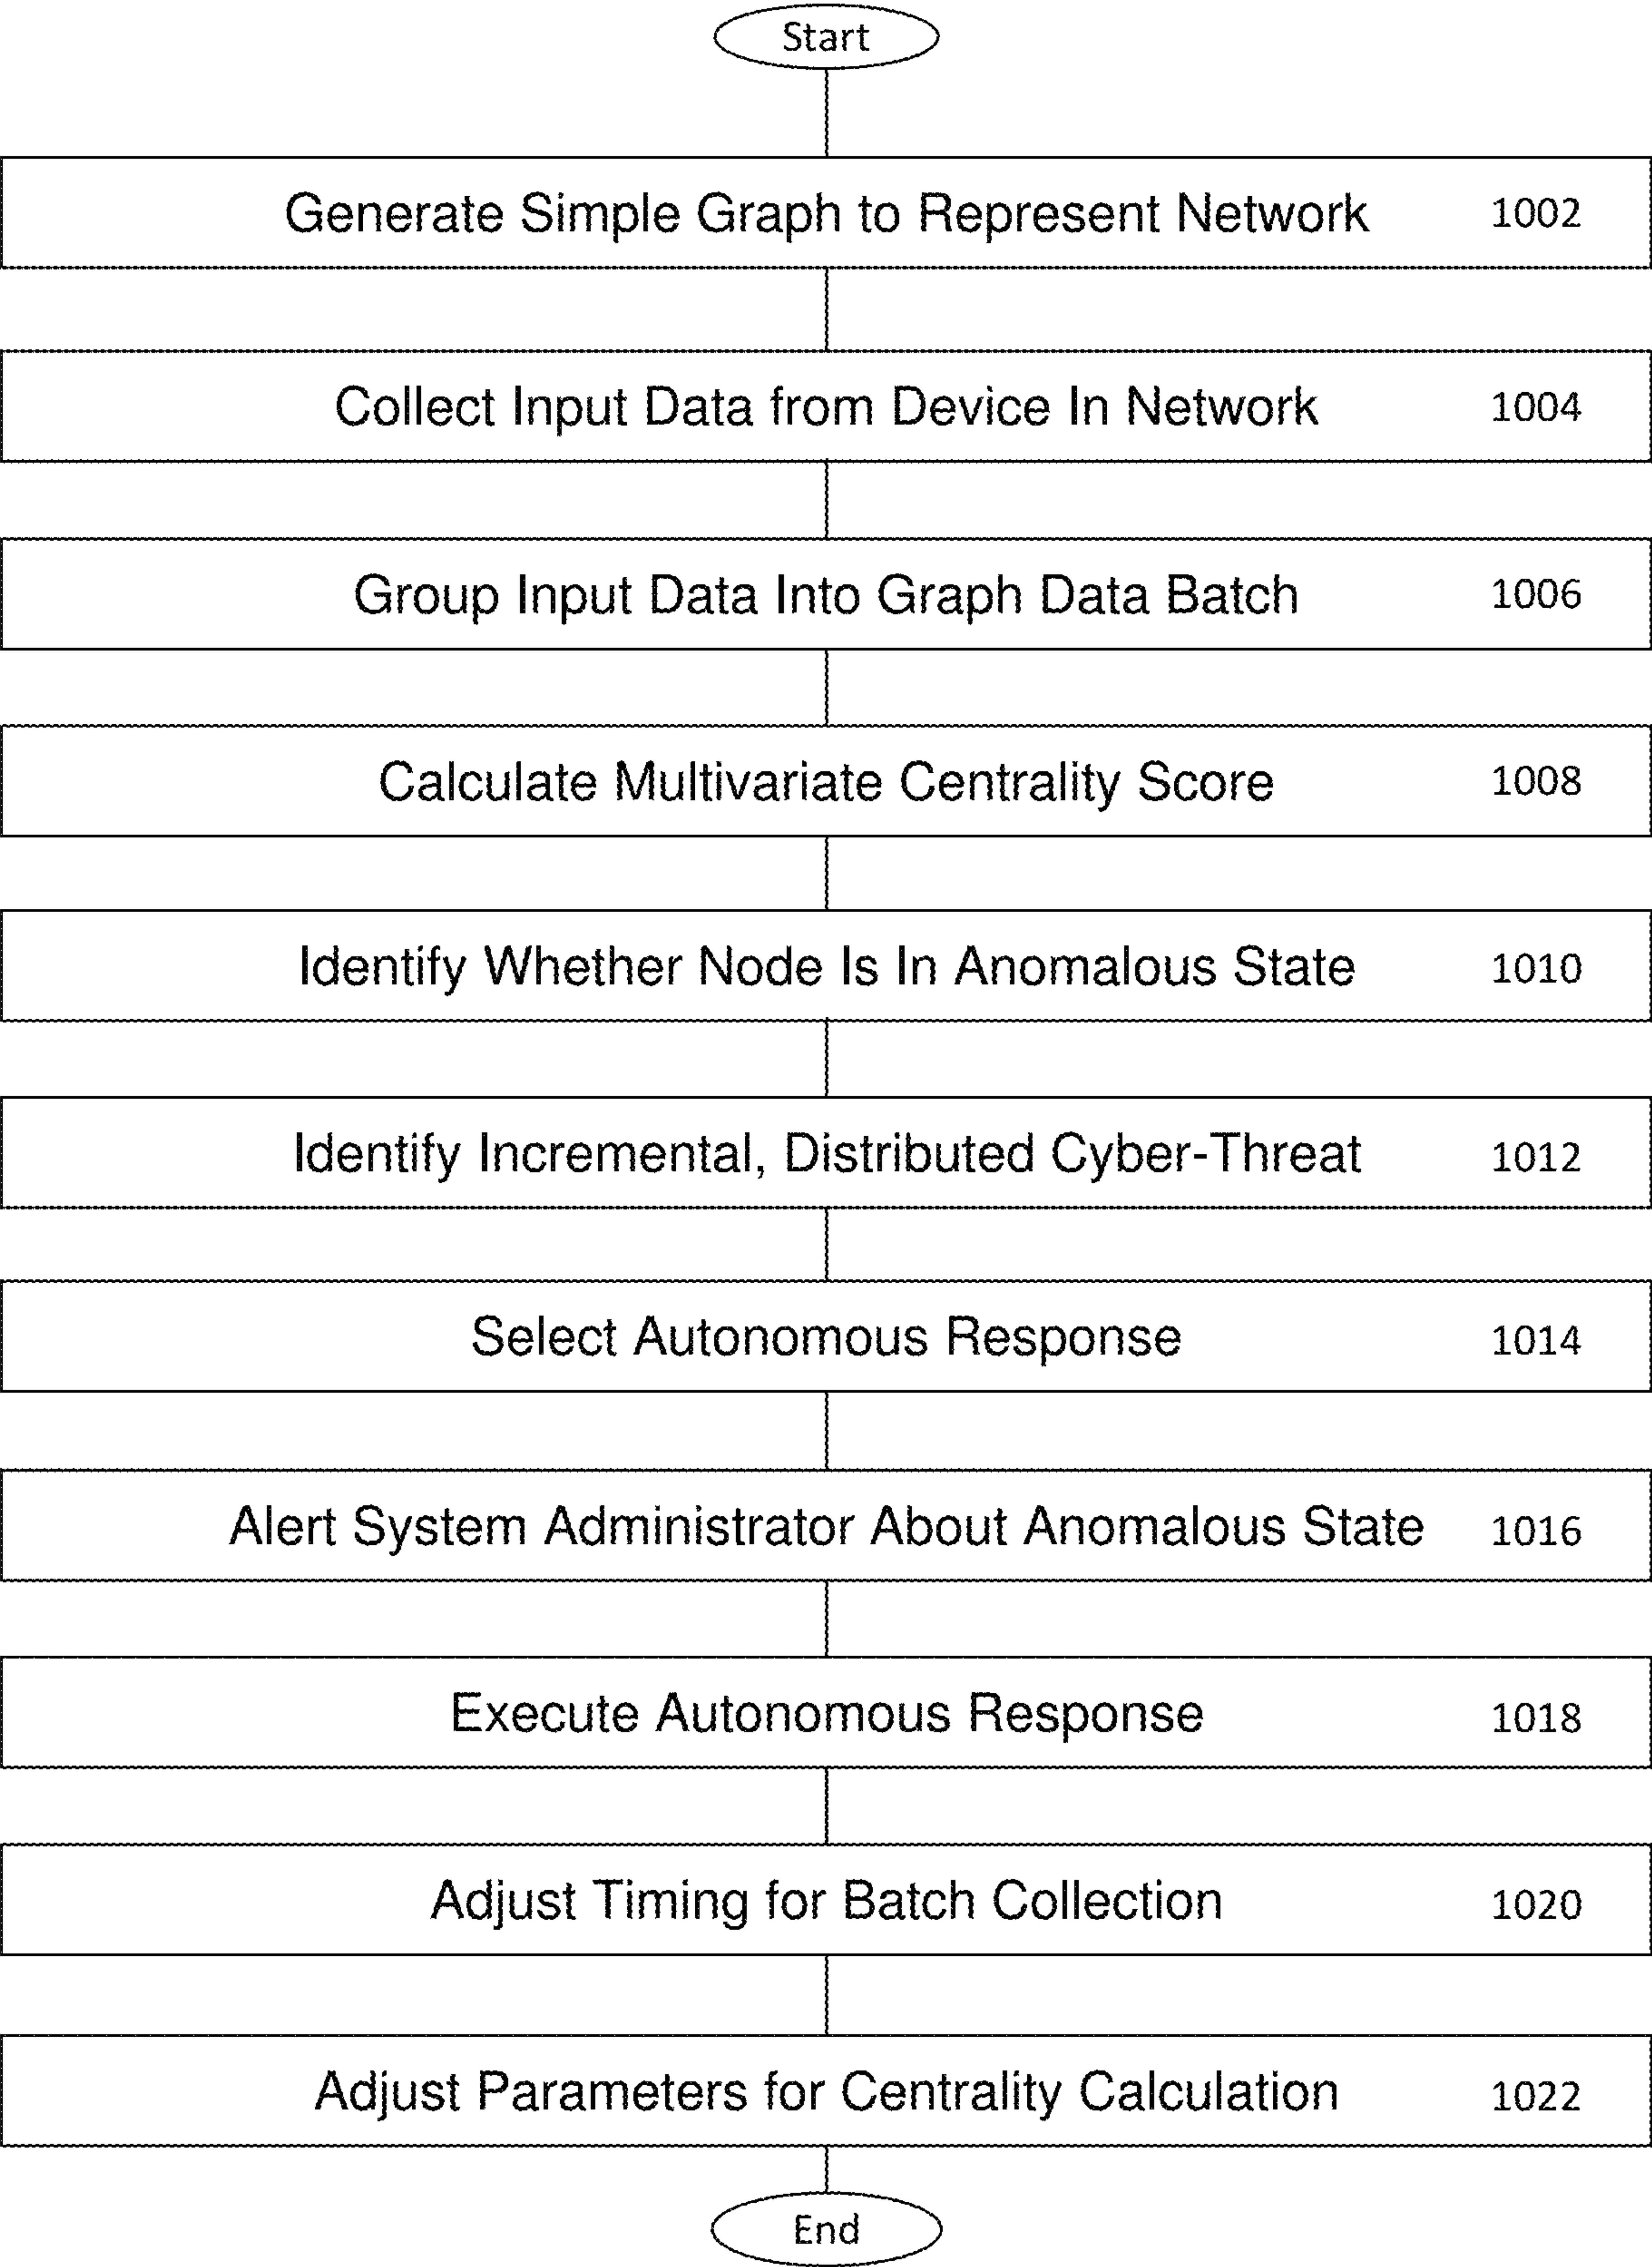 Start
Generate Simple Graph to Represent Network 1002
Collect Input Data from Device In Network 1004
Group Input Data Into Graph Data Batch 1006
Calculate Multivariate Centrality Score 1008
Identify Whether Node Is In Anomalous State 1010
Identify Incremental, Distributed Cyber-Threat 1012
Select Autonomous Response 1014
Alert System Administrator About Anomalous State 1016
Execute Autonomous Response 1018
Adjust Timing for Batch Collection 1020
Adjust Parameters for Centrality Calculation 1022
End